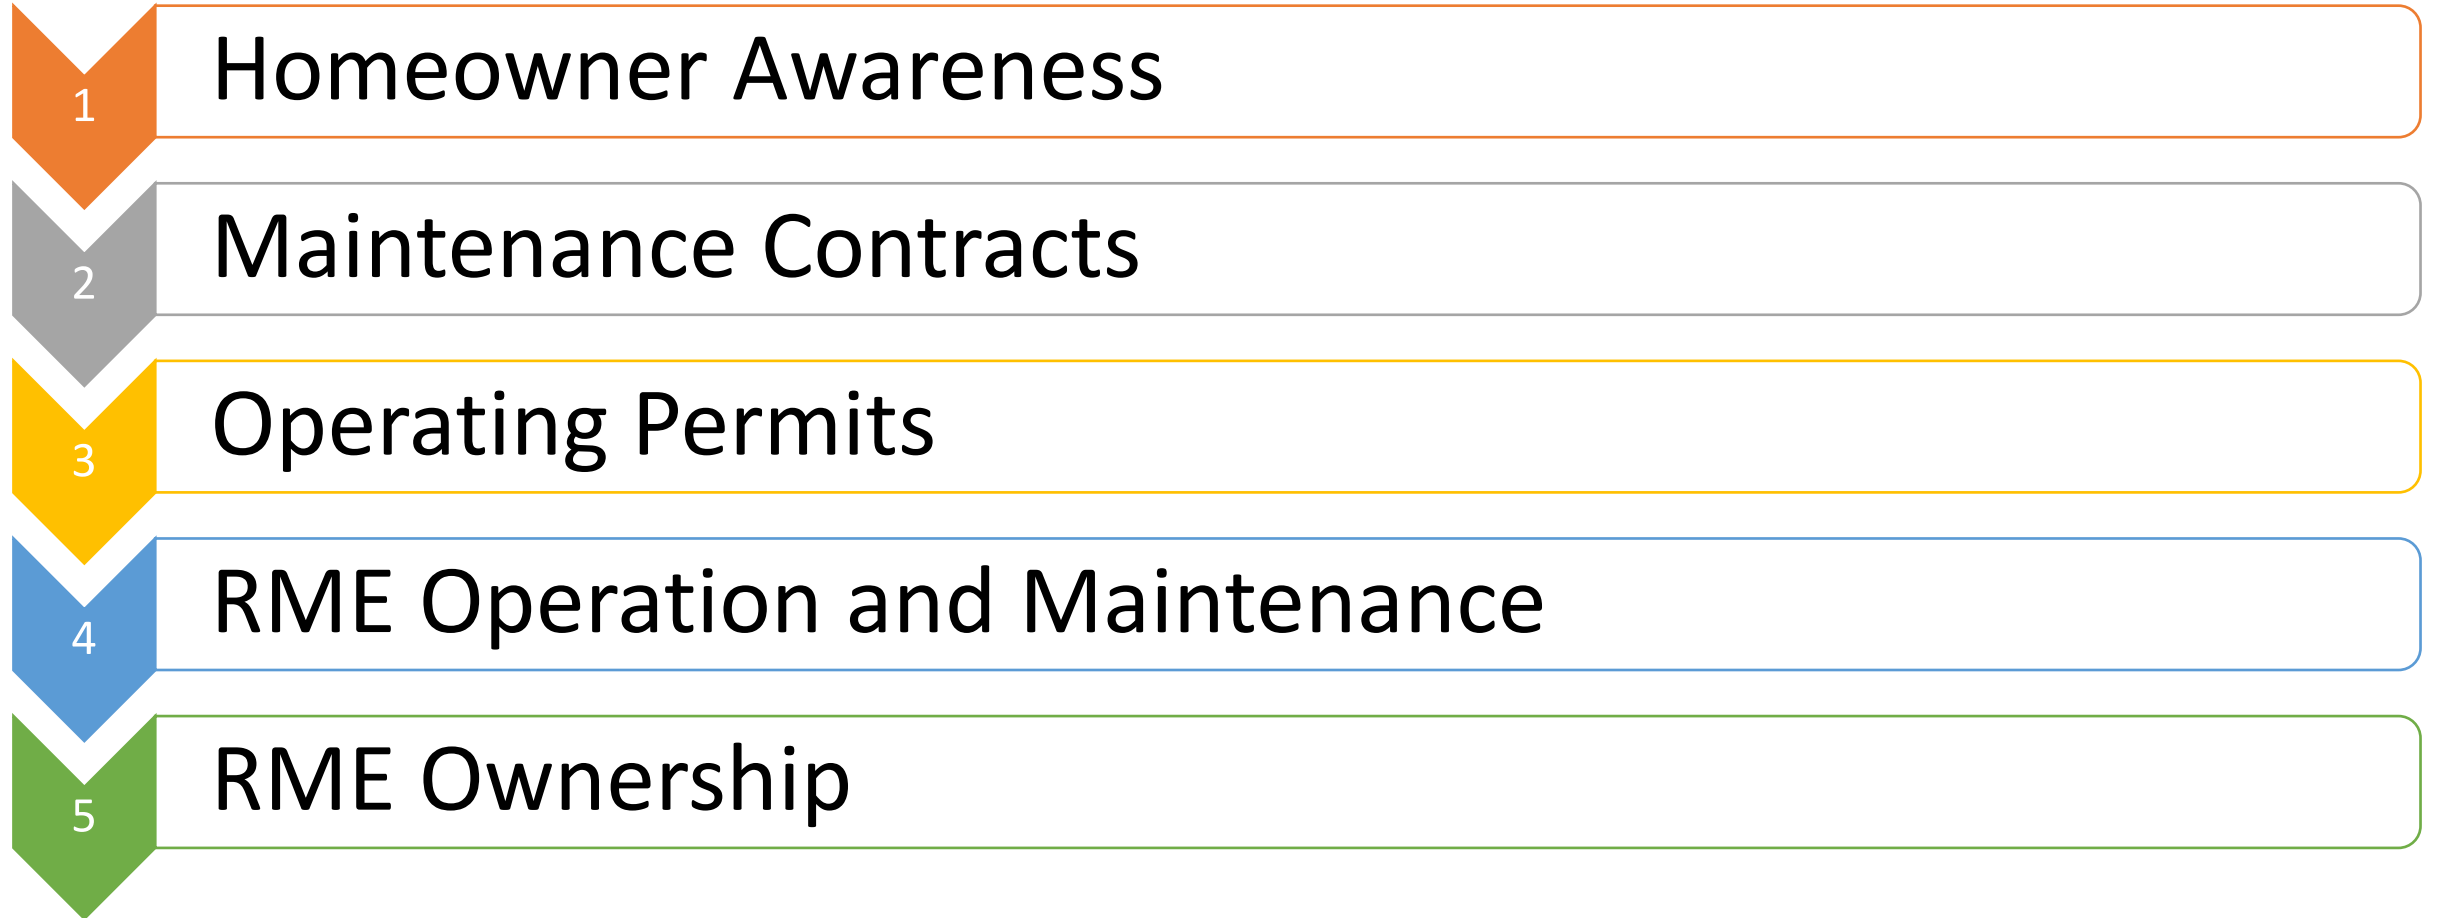 1
Homeowner Awareness
2
Maintenance Contracts
3
Operating Permits
4
RME Operation and Maintenance
5
RME Ownership